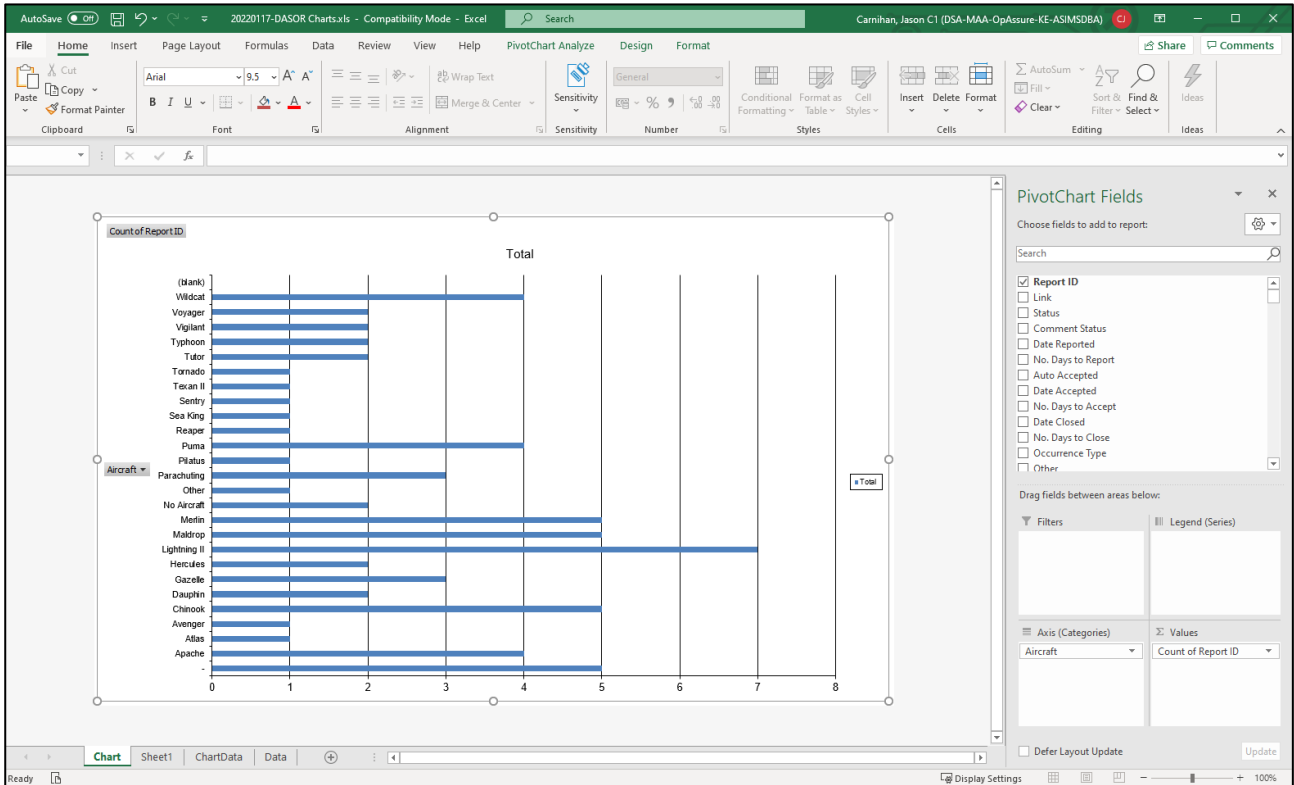 AutoSave Off 20220117-DASOR Charts.xls - Compatibility Mode - Excel Search Carnihan, Jason C1 (DSA-MAA-OpAssure-KE-ASIMSDBA) CJ
File Home Insert Page Layout Formulas Data Review View Help PivotChart Analyze Design Format Share Comments
Paste
Cut
Copy
Format Painter
Clipboard
Arial 9.5 A A
B I U A
Font
Wrap Text
Merge & Center
Alignment
Sensitivity
Sensitivity
General
% 9
Number
Conditional Formatting
Format as Table
Cell Styles
Styles
Insert Delete Format
Cells
AutoSum
Fill
Clear
Sort & Filter
Find & Select
Editing
Ideas
Ideas
fx
Count of Report ID
Total
(blank)
Wildcat
Voyager
Vigilant
Typhoon
Tutor
Tornado
Texan II
Sentry
Sea King
Reaper
Puma
Pilatus
Aircraft
Parachuting
Other
No Aircraft
Merlin
Maldrop
Lightning II
Hercules
Gazelle
Dauphin
Chinook
Avenger
Atlas
Apache
-
0 1 2 3 4 5 6 7 8
Total
PivotChart Fields
Choose fields to add to report:
Search
Report ID
Link
Status
Comment Status
Date Reported
No. Days to Report
Auto Accepted
Date Accepted
No. Days to Accept
Date Closed
No. Days to Close
Occurrence Type
Other
Drag fields between areas below:
Filters
Legend (Series)
Axis (Categories)
Aircraft
Σ Values
Count of Report ID
Defer Layout Update Update
Chart Sheet1 ChartData Data
Ready Display Settings 100%